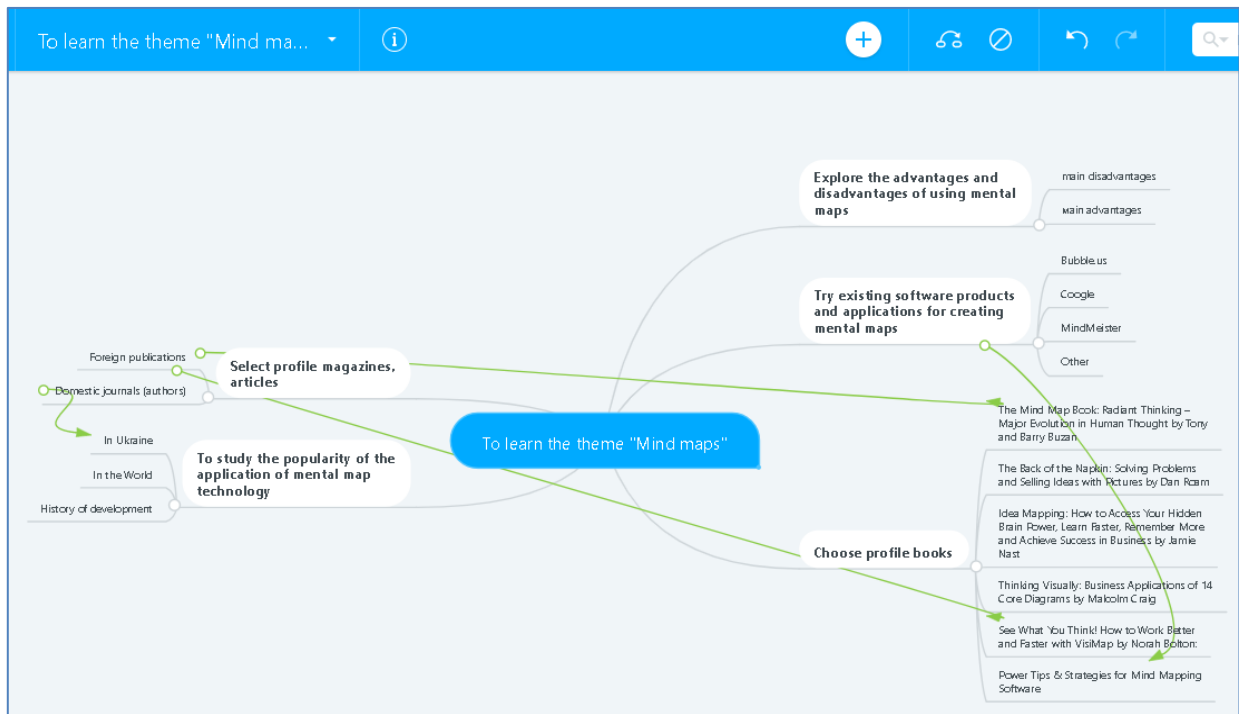 To learn the theme "Mind ma...
Explore the advantages and
disadvantages of using mental
maps
main disadvantages
Main advantages
Try existing software products
and applications for creating
mental maps
Bubble.us
Coogle
MindMeister
Other
Foreign publications
Domestic journals (authors)
Select profile magazines,
articles
To learn the theme "Mind maps"
In Ukraine
In the World
History of development
To study the popularity of the
application of mental map
technology
Choose profile books
The Mind Map Book: Radiant Thinking –
Major Evolution in Human Thought by Tony
and Barry Buzan
The Back of the Napkin: Solving Problems
and Selling Ideas with Pictures by Dan Roam
Idea Mapping: How to Access Your Hidden
Brain Power, Learn Faster, Remember More
and Achieve Success in Business by Jamie
Nast
Thinking Visually: Business Applications of 14
Core Diagrams by Malcolm Craig
See What You Think! How to Work Better
and Faster with VisiMap by Norah Bolton:
Power Tips & Strategies for Mind Mapping
Software